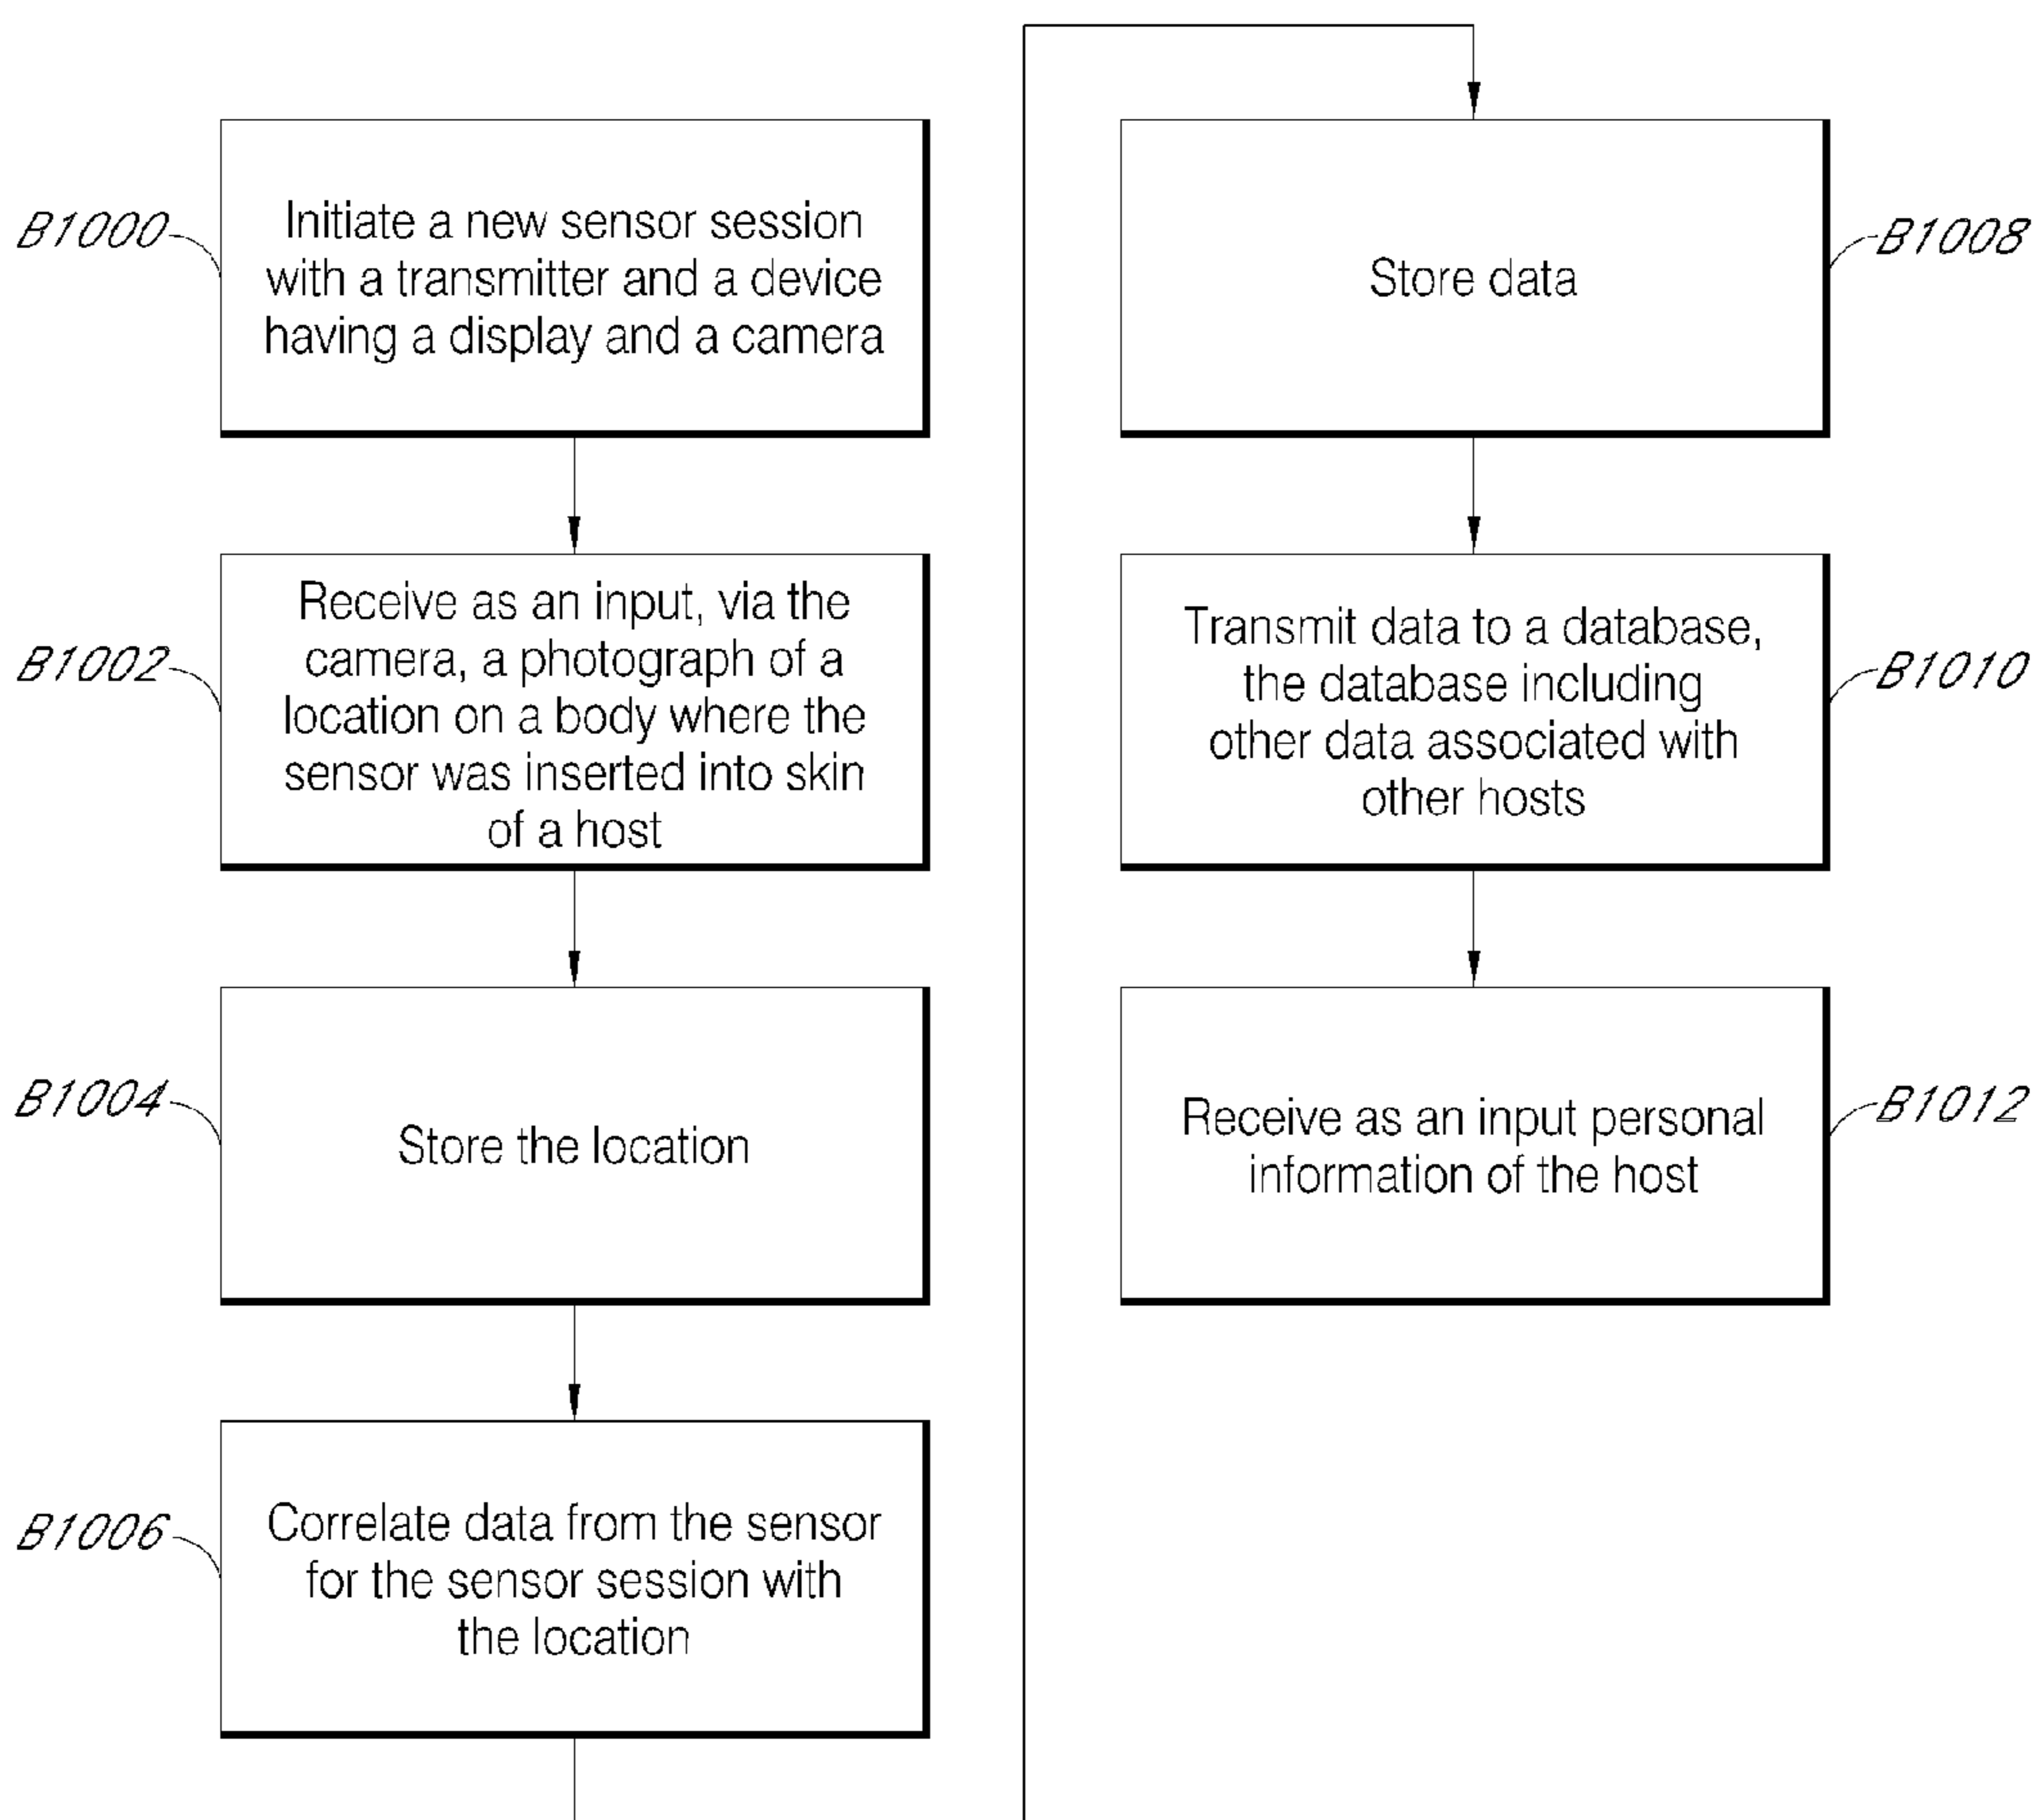 B1000
Initiate a new sensor session
with a transmitter and a device
having a display and a camera
B1002
Receive as an input, via the
camera, a photograph of a
location on a body where the
sensor was inserted into skin
of a host
B1004
Store the location
B1006
Correlate data from the sensor
for the sensor session with
the location
B1008
Store data
B1010
Transmit data to a database,
the database including
other data associated with
other hosts
B1012
Receive as an input personal
information of the host